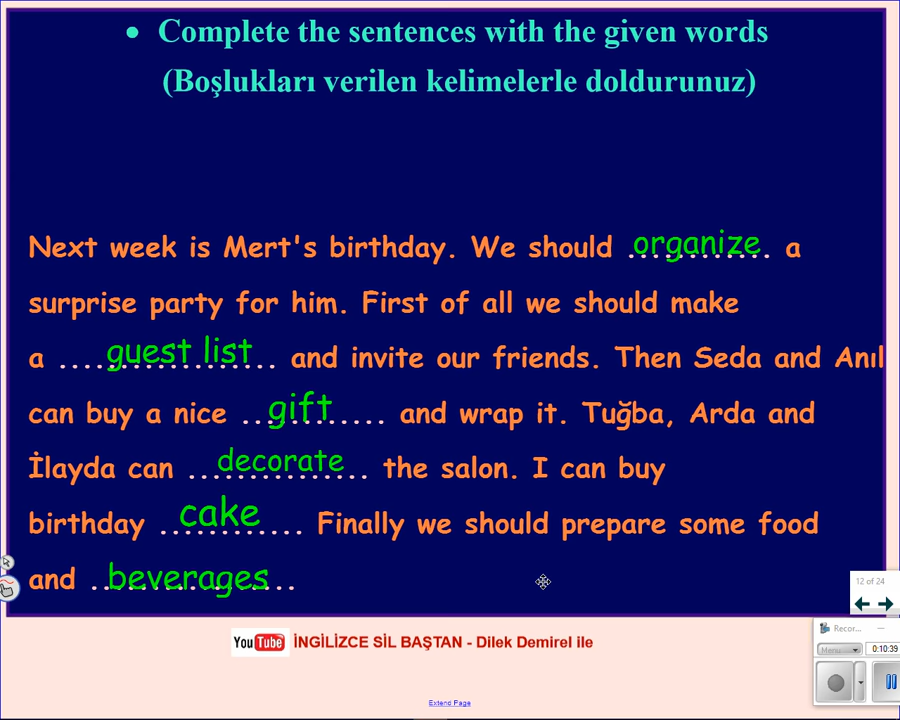 • Complete the sentences with the given words
(Boşlukları verilen kelimelerle doldurunuz)
Next week is Mert's birthday. We should organize a
surprise party for him. First of all we should make
a guest list and invite our friends. Then Seda and Anıl
can buy a nice gift and wrap it. Tuğba, Arda and
İlayda can decorate the salon. I can buy
birthday cake Finally we should prepare some food
and beverages
12 of 24
YouTube İNGİLİZCE SİL BAŞTAN - Dilek Demirel ile
Recor...
Menu 0:10:39
Extend Page